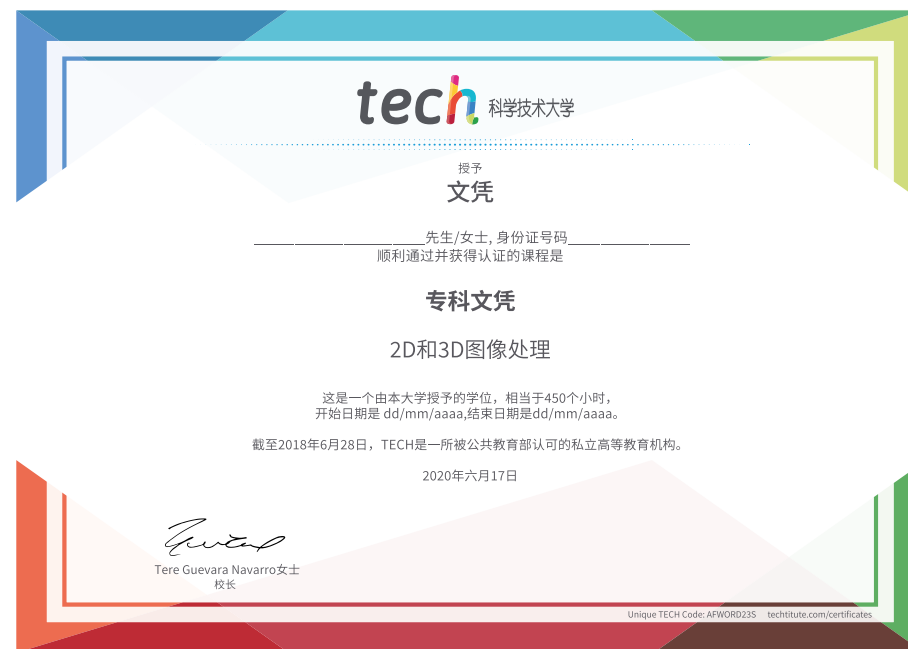 tech 科学技术大学
授予
文凭
____________________先生/女士, 身份证号码_______________
顺利通过并获得认证的课程是
专科文凭
2D和3D图像处理
这是一个由本大学授予的学位，相当于450个小时，
开始日期是 dd/mm/aaaa,结束日期是dd/mm/aaaa。
截至2018年6月28日，TECH是一所被公共教育部认可的私立高等教育机构。
2020年六月17日
Tere Guevara Navarro女士
校长
Unique TECH Code: AFWORD23S techtitute.com/certificates